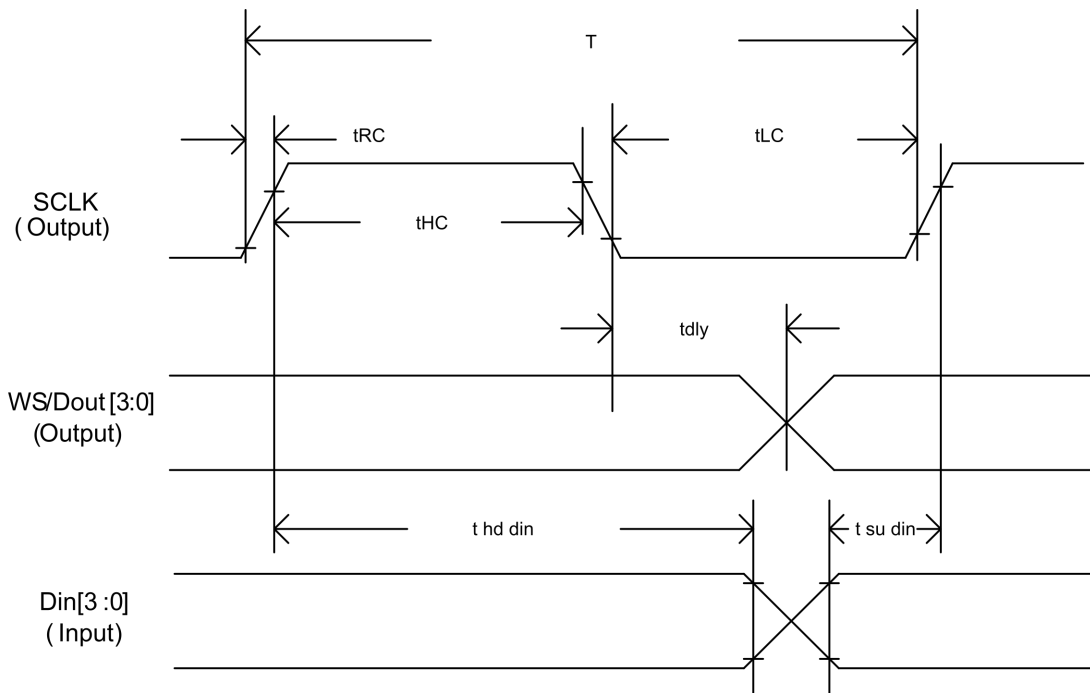 T
tRC
tLC
SCLK
( Output)
tHC
tdly
WS/Dout [3:0]
(Output)
t hd din
t su din
Din[3 :0]
( Input)